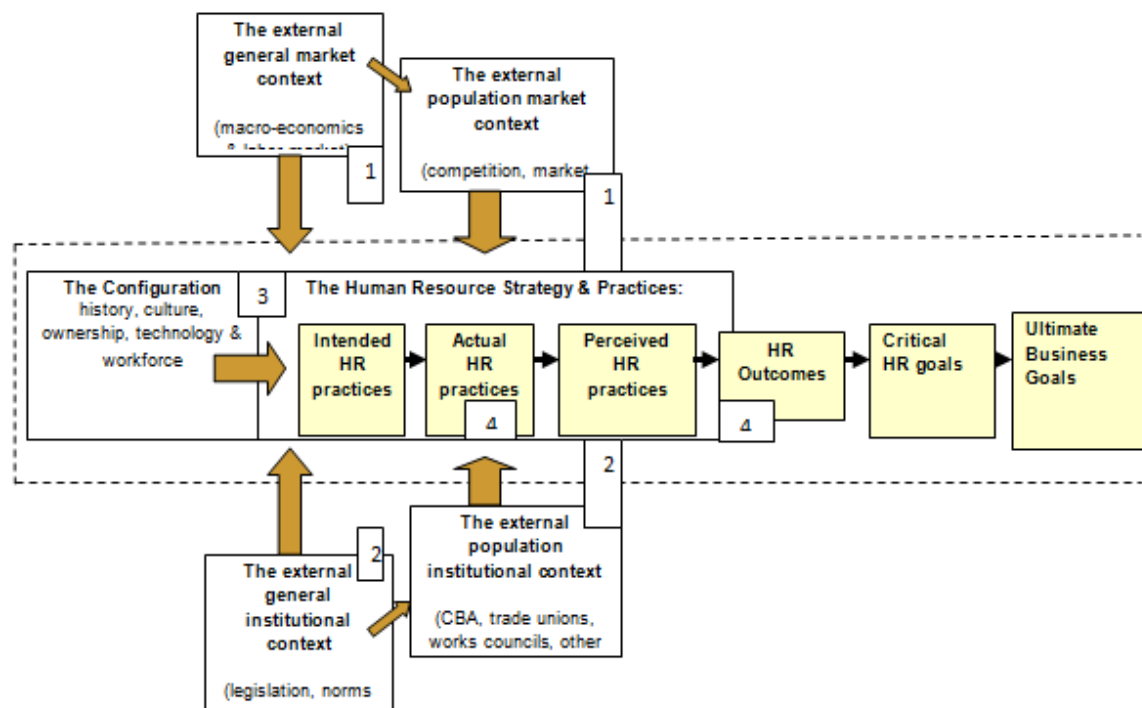 The external
general market
context
(macro-economics
1
The external
population market
context
(competition, market
1
The Configuration
history, culture,
ownership, technology &
workforce
3
The Human Resource Strategy & Practices:
Intended
HR
practices
Actual
HR
practices
4
Perceived
HR
practices
HR
Outcomes
4
Critical
HR goals
Ultimate
Business
Goals
2
The external
general
institutional
context
(legislation, norms
2
The external
population
institutional context
(CBA, trade unions,
works councils, other